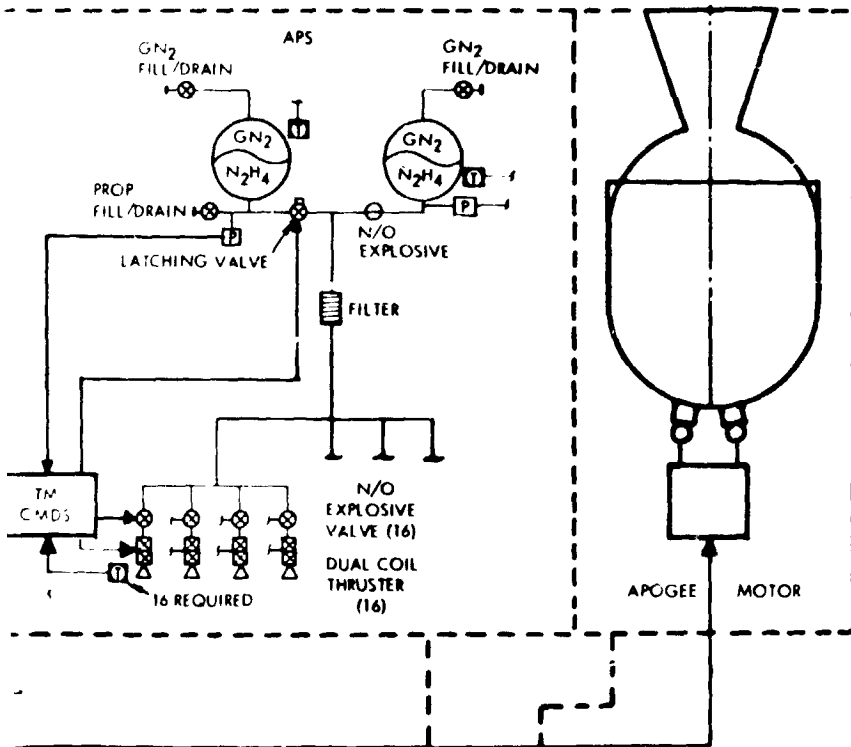 APS
GN2
FILL/DRAIN
GN2
FILL/DRAIN
T
GN2
N2H4
GN2
N2H4
T
PROP
FILL/DRAIN
P
P
LATCHING VALVE
N/O
EXPLOSIVE
FILTER
TM
CMDS
N/O
EXPLOSIVE
VALVE (16)
DUAL COIL
THRUSTER
(16)
T
16 REQUIRED
APOGEE MOTOR